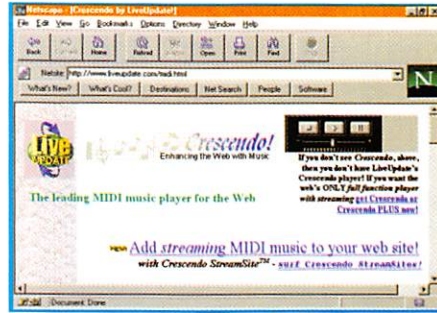 Netscape - [Crescendo by LiveUpdate!]
File Edit View Go Bookmarks Options Directory Window Help
Back Home Reload Open Print Find
Netsite: http://www.liveupdate.com/midi.html
What's New? What's Cool? Destinations Net Search People Software
N
LIVE
UPDATE
Crescendo!
Enhancing the Web with Music
If you don't see Crescendo, above,
then you don't have LiveUpdate's
Crescendo player! If you want the
web's ONLY full function player
with streaming get Crescendo or
Crescendo PLUS now!
The leading MIDI music player for the Web
NEW Add streaming MIDI music to your web site!
with Crescendo StreamSite™ - surf Crescendo StreamSites!
Document: Done